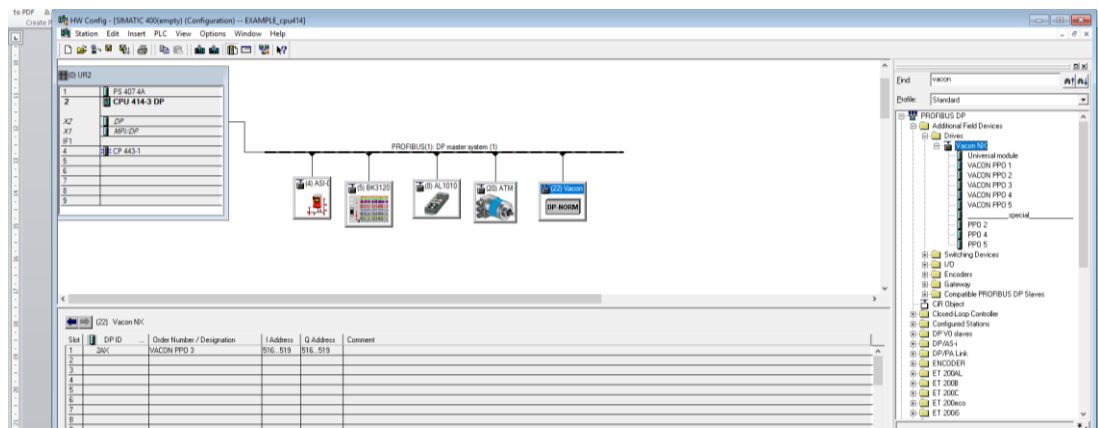 to PDF &
Create P
HW Config - [SIMATIC 400(empty) (Configuration) -- EXAMPLE_cpu414]
Station Edit Insert PLC View Options Window Help
(0) UR2
1 PS 407 4A
2 CPU 414-3 DP
X2 DP
X1 MPI/DP
IF1
4 CP 443-1
5
6
7
8
9
PROFIBUS(1): DP master system (1)
(4) ASI-I
(5) BK3120
(8) AL1010
(20) ATM
(22) Vacon
DP-NORM
(22) Vacon NX
Slot DP ID ... Order Number / Designation I Address Q Address Comment
1 2AX VACON PPO 3 516...519 516...519
2
3
4
5
6
7
8
Find: vacon
Profile: Standard
PROFIBUS DP
Additional Field Devices
Drives
Vacon NX
Universal module
VACON PPO 1
VACON PPO 2
VACON PPO 3
VACON PPO 4
VACON PPO 5
__________special__________
PPO 2
PPO 4
PPO 5
Switching Devices
I/O
Encoders
Gateway
Compatible PROFIBUS DP Slaves
CiR Object
Closed-Loop Controller
Configured Stations
DP V0 slaves
DP/AS-i
DP/PA Link
ENCODER
ET 200AL
ET 200B
ET 200C
ET 200eco
ET 200iS